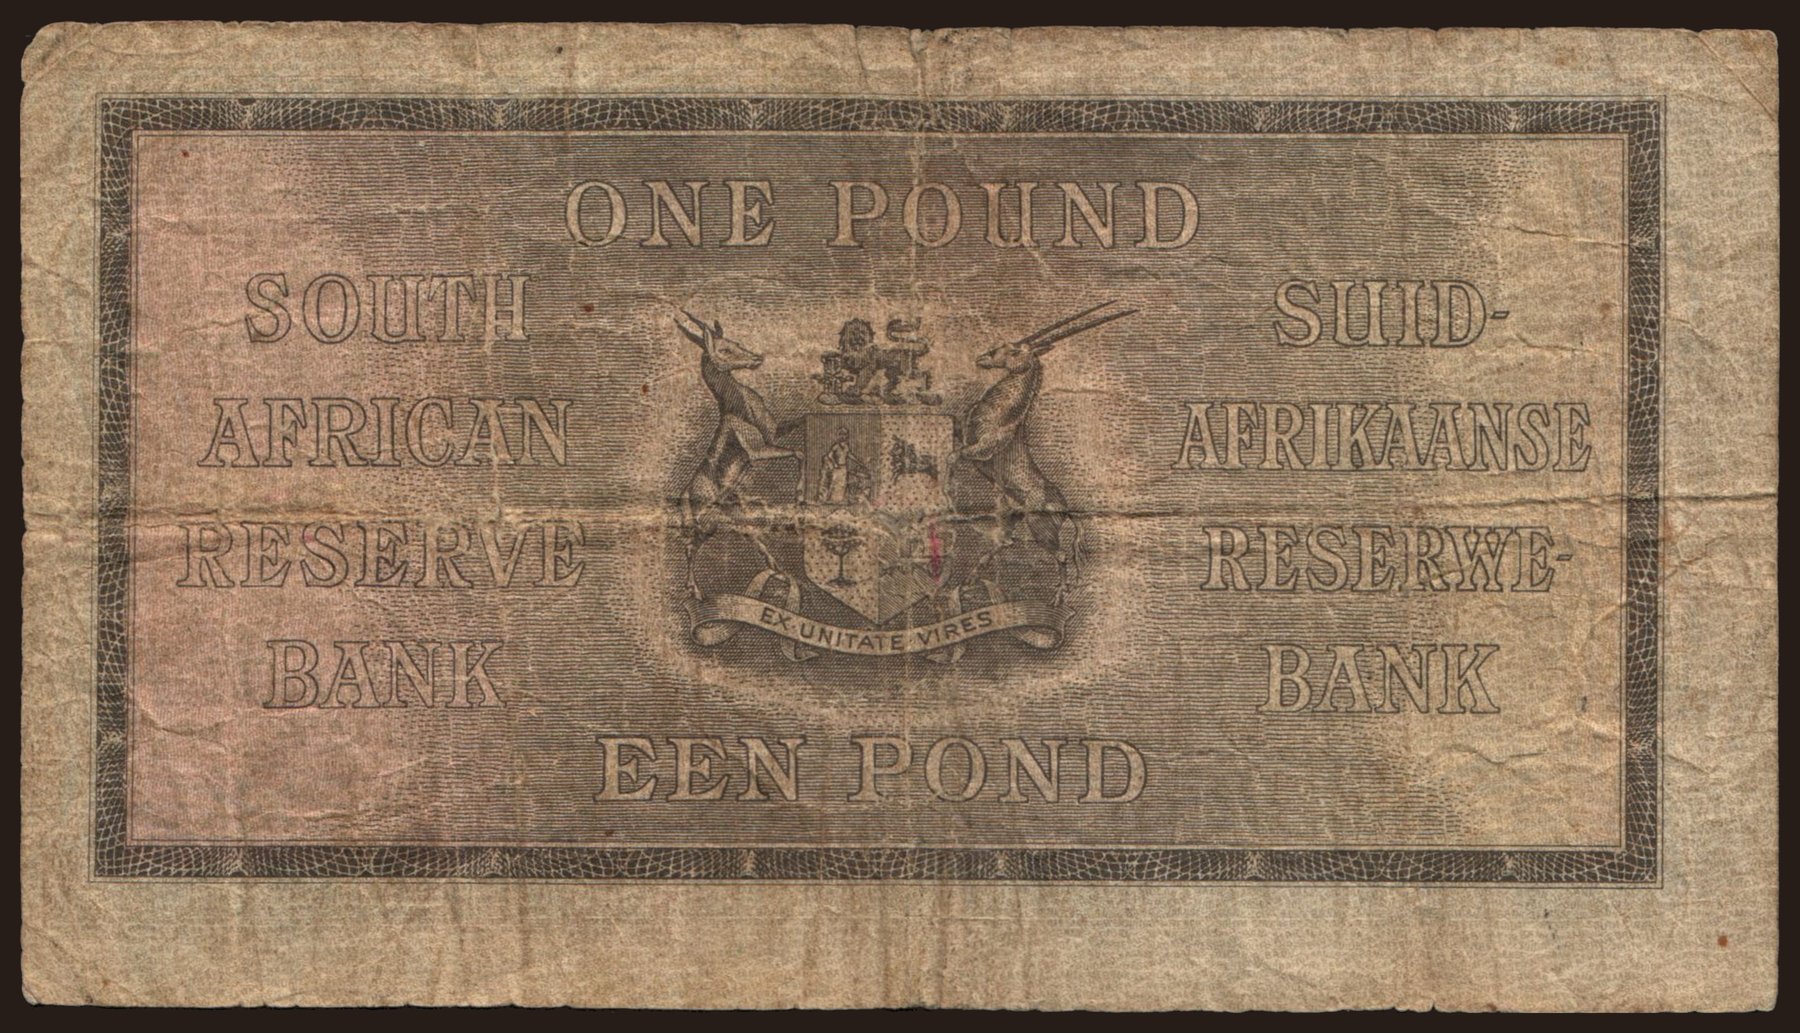 ONE POUND
SOUTH
AFRICAN
RESERVE
BANK
SUID-
AFRIKAANSE
RESERWE-
BANK
EX·UNITATE VIRES
EEN POND